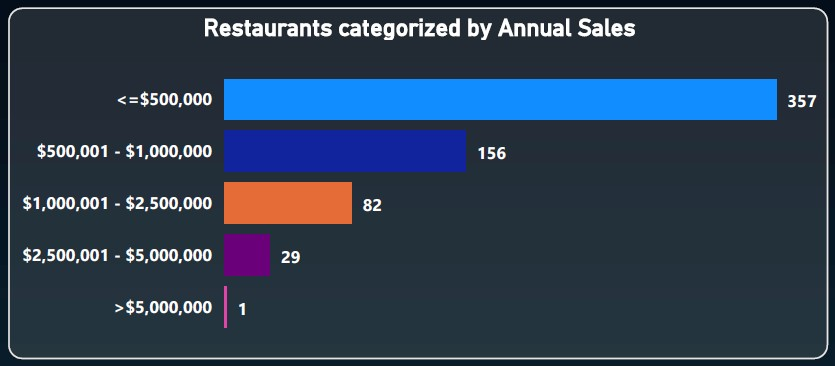 Restaurants categorized by Annual Sales
<=$500,000 357
$500,001 - $1,000,000 156
$1,000,001 - $2,500,000 82
$2,500,001 - $5,000,000 29
>$5,000,000 1